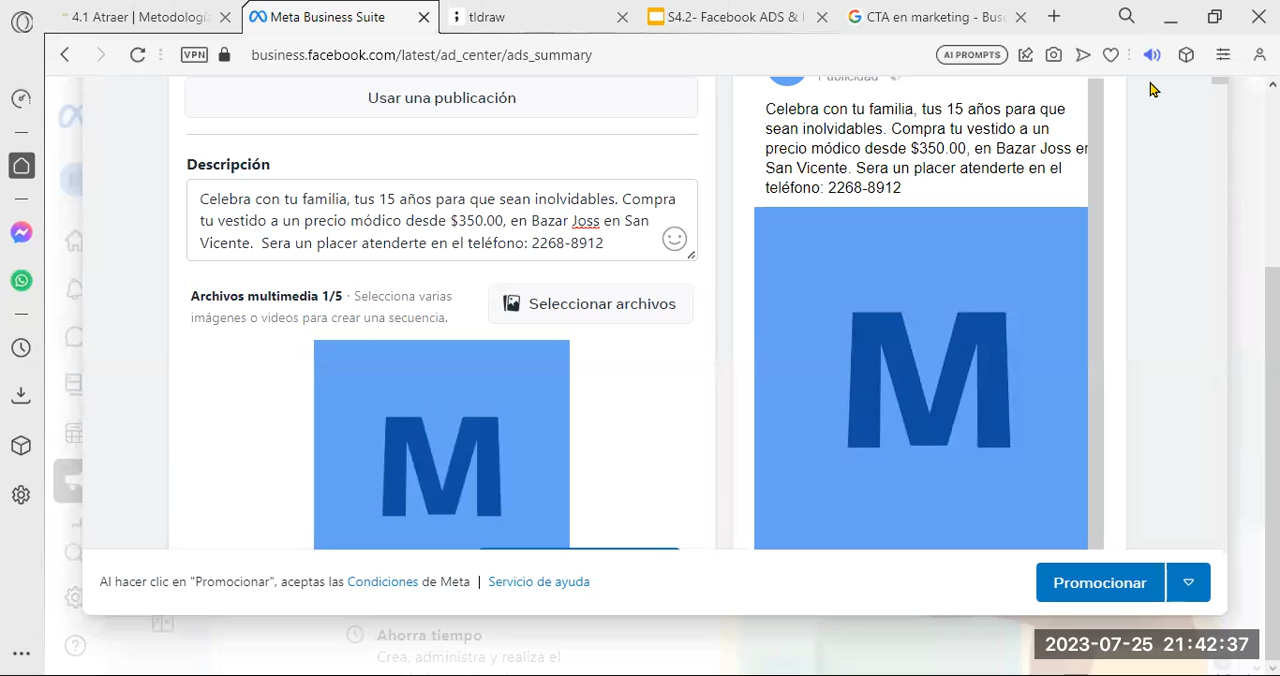 4.1 Atraer | Metodología
Meta Business Suite
tldraw
S4.2- Facebook ADS &
CTA en marketing - Bus
VPN
business.facebook.com/latest/ad_center/ads_summary
AI PROMPTS
Usar una publicación
Descripción
Celebra con tu familia, tus 15 años para que sean inolvidables. Compra
tu vestido a un precio módico desde $350.00, en Bazar Joss en San
Vicente. Sera un placer atenderte en el teléfono: 2268-8912
Archivos multimedia 1/5 · Selecciona varias
imágenes o videos para crear una secuencia.
Seleccionar archivos
M
Publicidad
Celebra con tu familia, tus 15 años para que
sean inolvidables. Compra tu vestido a un
precio módico desde $350.00, en Bazar Joss en
San Vicente. Sera un placer atenderte en el
teléfono: 2268-8912
M
Al hacer clic en "Promocionar", aceptas las Condiciones de Meta | Servicio de ayuda
Promocionar
Ahorra tiempo
Crea, administra y realiza el
2023-07-25 21:42:37